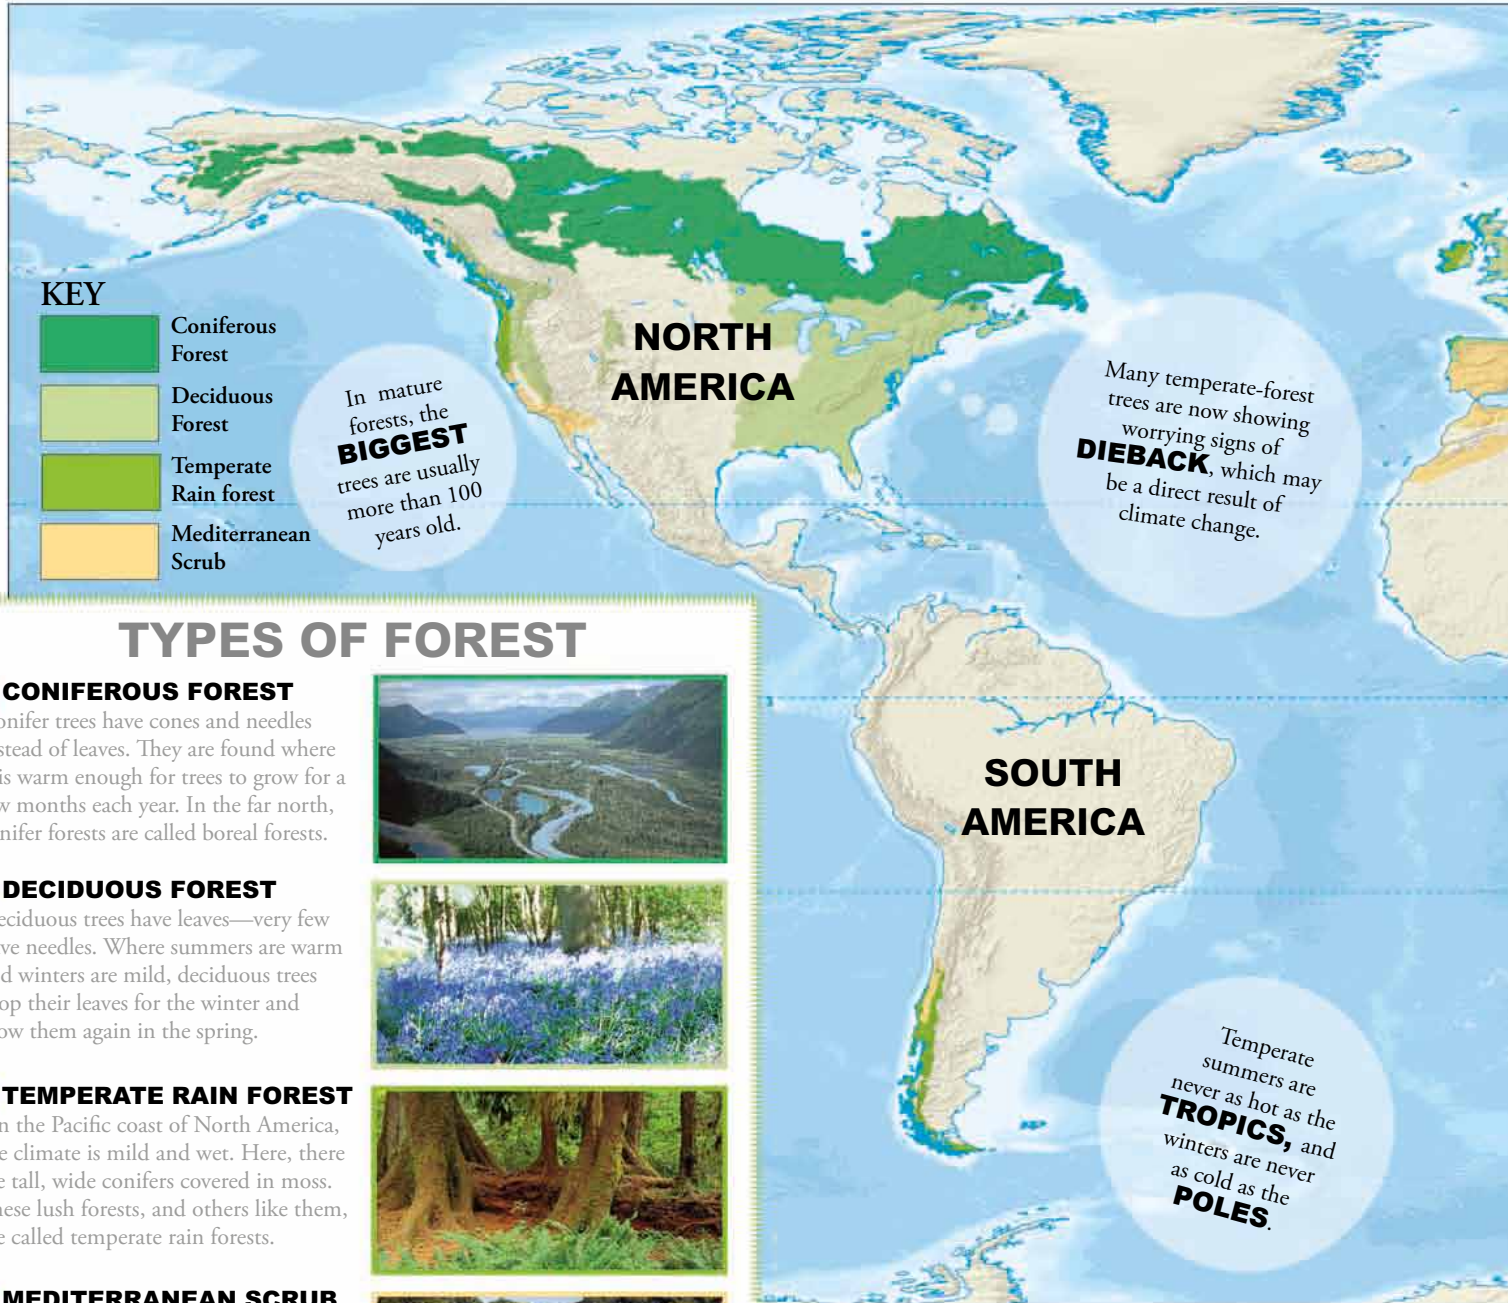 KEY
Coniferous
Forest
Deciduous
Forest
Temperate
Rain forest
Mediterranean
Scrub
In mature
forests, the
BIGGEST
trees are usually
more than 100
years old.
NORTH
AMERICA
Many temperate-forest
trees are now showing
worrying signs of
DIEBACK, which may
be a direct result of
climate change.
SOUTH
AMERICA
Temperate
summers are
never as hot as the
TROPICS, and
winters are never
as cold as the
POLES.
TYPES OF FOREST
CONIFEROUS FOREST
onifer trees have cones and needles
stead of leaves. They are found where
is warm enough for trees to grow for a
w months each year. In the far north,
nifer forests are called boreal forests.
DECIDUOUS FOREST
eciduous trees have leaves—very few
ve needles. Where summers are warm
d winters are mild, deciduous trees
op their leaves for the winter and
ow them again in the spring.
TEMPERATE RAIN FOREST
n the Pacific coast of North America,
e climate is mild and wet. Here, there
e tall, wide conifers covered in moss.
hese lush forests, and others like them,
e called temperate rain forests.
MEDITERRANEAN SCRUB